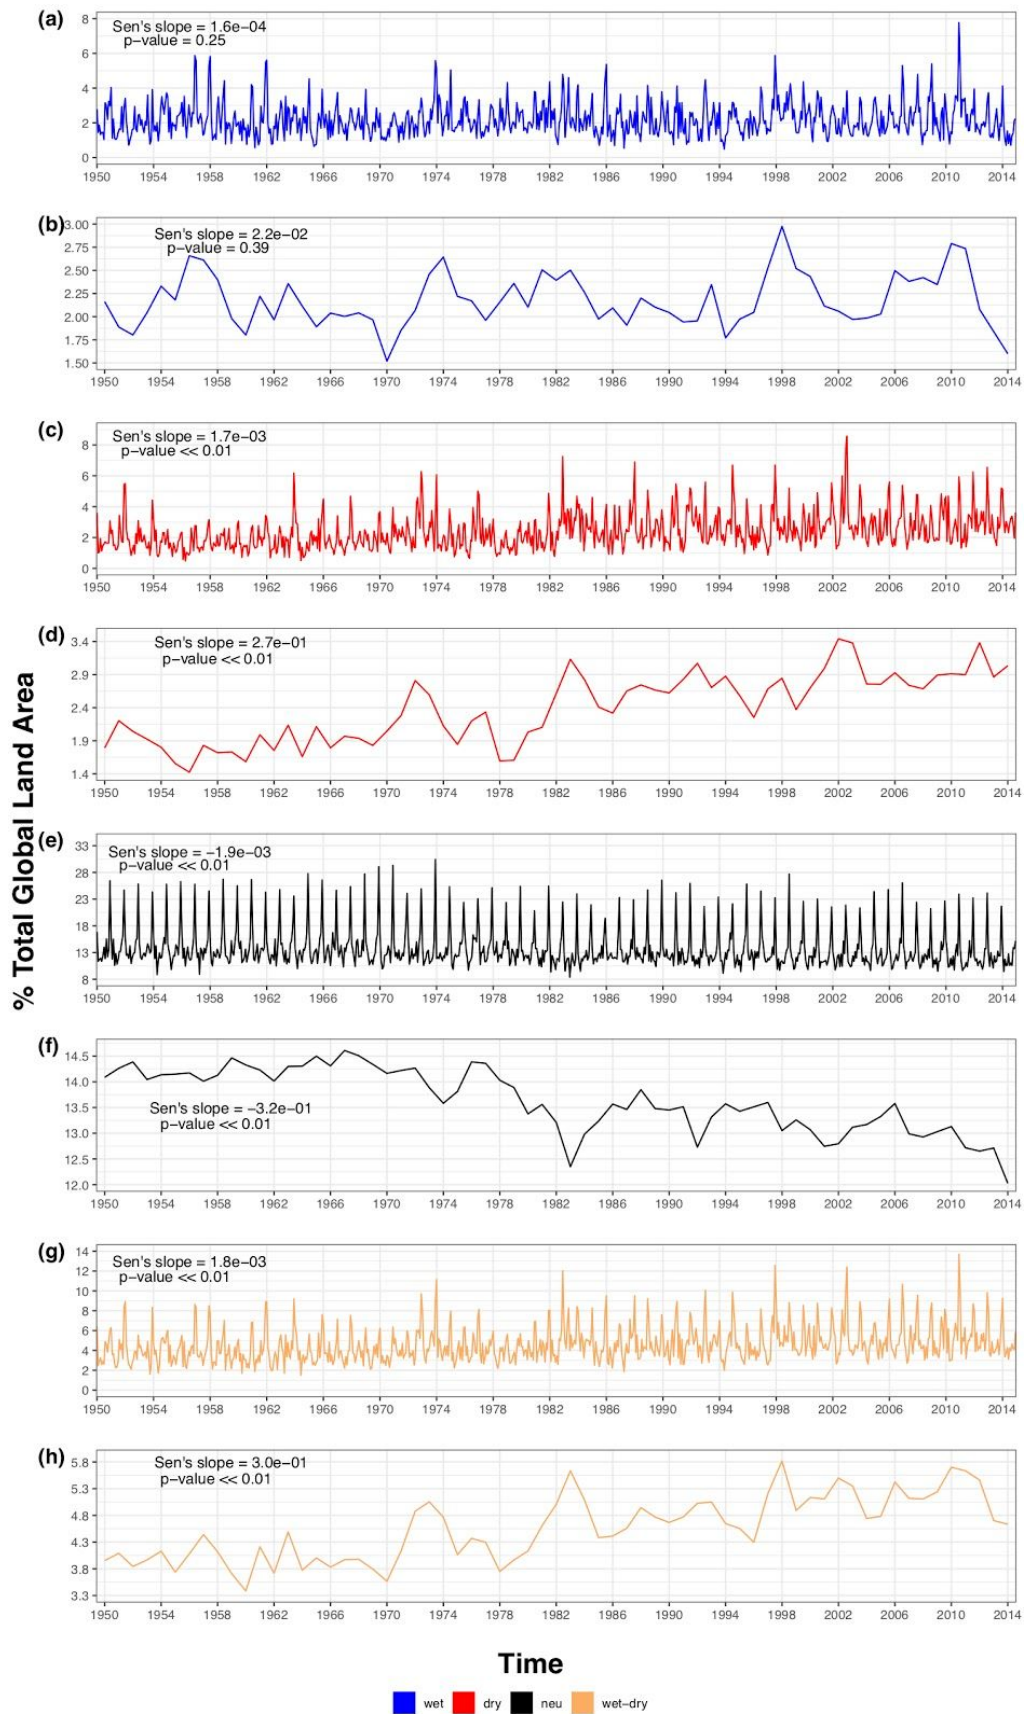 % Total Global Land Area
(a)
Sen's slope = 1.6e−04
p−value = 0.25
8
6
4
2
0
1950 1954 1958 1962 1966 1970 1974 1978 1982 1986 1990 1994 1998 2002 2006 2010 2014
(b)
Sen's slope = 2.2e−02
p−value = 0.39
3.00
2.75
2.50
2.25
2.00
1.75
1.50
1950 1954 1958 1962 1966 1970 1974 1978 1982 1986 1990 1994 1998 2002 2006 2010 2014
(c)
Sen's slope = 1.7e−03
p−value << 0.01
8
6
4
2
0
1950 1954 1958 1962 1966 1970 1974 1978 1982 1986 1990 1994 1998 2002 2006 2010 2014
(d)
Sen's slope = 2.7e−01
p−value << 0.01
3.4
2.9
2.4
1.9
1.4
1950 1954 1958 1962 1966 1970 1974 1978 1982 1986 1990 1994 1998 2002 2006 2010 2014
(e)
Sen's slope = −1.9e−03
p−value << 0.01
33
28
23
18
13
8
1950 1954 1958 1962 1966 1970 1974 1978 1982 1986 1990 1994 1998 2002 2006 2010 2014
(f)
Sen's slope = −3.2e−01
p−value << 0.01
14.5
14.0
13.5
13.0
12.5
12.0
1950 1954 1958 1962 1966 1970 1974 1978 1982 1986 1990 1994 1998 2002 2006 2010 2014
(g)
Sen's slope = 1.8e−03
p−value << 0.01
14
12
10
8
6
4
2
0
1950 1954 1958 1962 1966 1970 1974 1978 1982 1986 1990 1994 1998 2002 2006 2010 2014
(h)
Sen's slope = 3.0e−01
p−value << 0.01
5.8
5.3
4.8
4.3
3.8
3.3
1950 1954 1958 1962 1966 1970 1974 1978 1982 1986 1990 1994 1998 2002 2006 2010 2014
Time
wet dry neu wet−dry